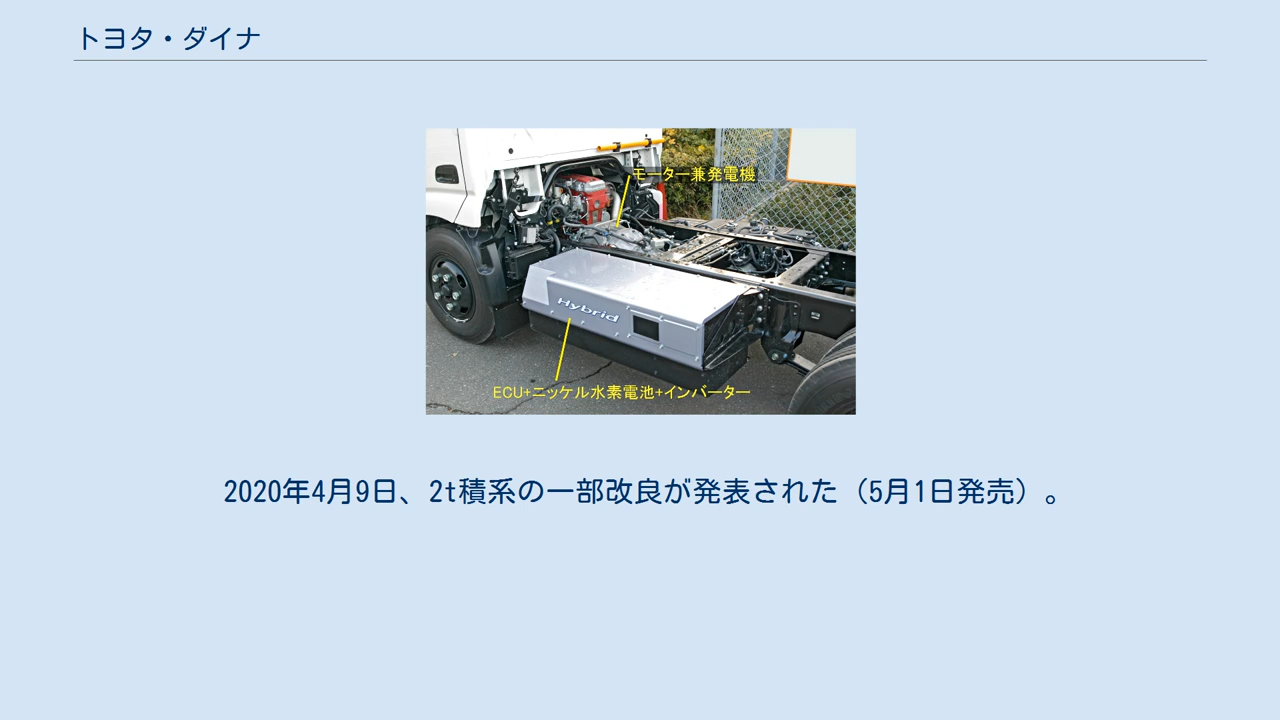 トヨタ・ダイナ
モーター兼発電機
Hybrid
ECU+ニッケル水素電池+インバーター
2020年4月9日、2t積系の一部改良が発表された（5月1日発売）。